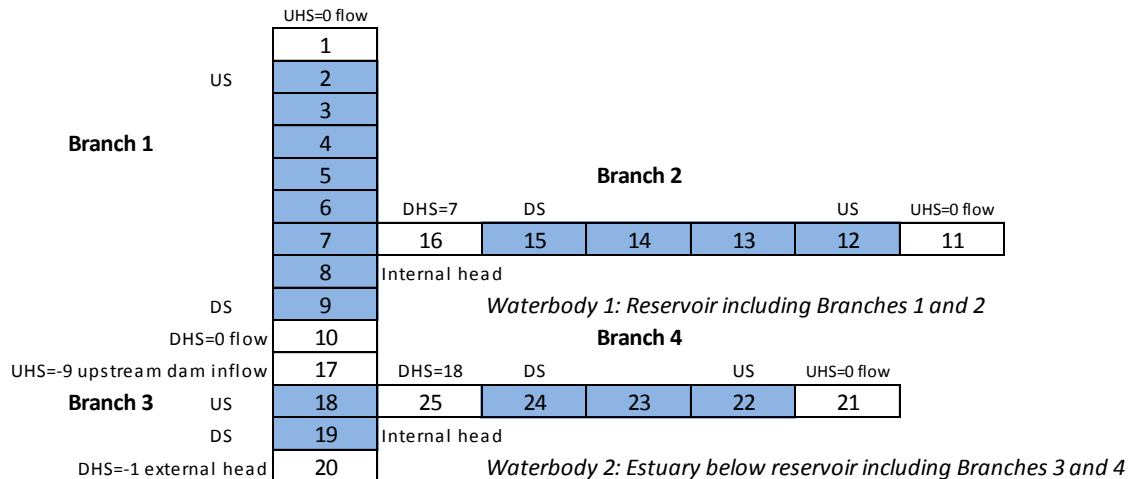 UHS=0 flow
1
US 2
3
Branch 1 4
5 Branch 2
6 DHS=7 DS US UHS=0 flow
7 16 15 14 13 12 11
8 Internal head
DS 9 Waterbody 1: Reservoir including Branches 1 and 2
DHS=0 flow 10 Branch 4
UHS=-9 upstream dam inflow 17 DHS=18 DS US UHS=0 flow
Branch 3 US 18 25 24 23 22 21
DS 19 Internal head
DHS=-1 external head 20 Waterbody 2: Estuary below reservoir including Branches 3 and 4